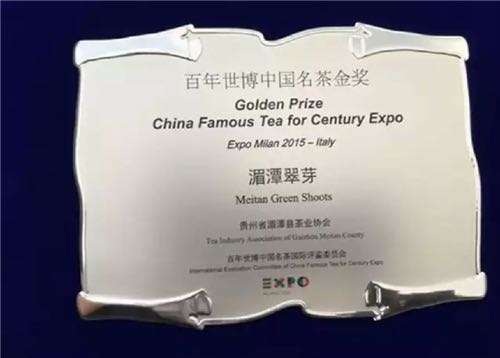 百年世博中国名茶金奖
Golden Prize
China Famous Tea for Century Expo
Expo Milan 2015 – Italy
湄潭翠芽
Meitan Green Shoots
贵州省湄潭县茶业协会
Tea Industry Association of Guizhou Meitan County
百年世博中国名茶国际评鉴委员会
International Evaluation Committee of China Famous Tea for Century Expo
EXPO